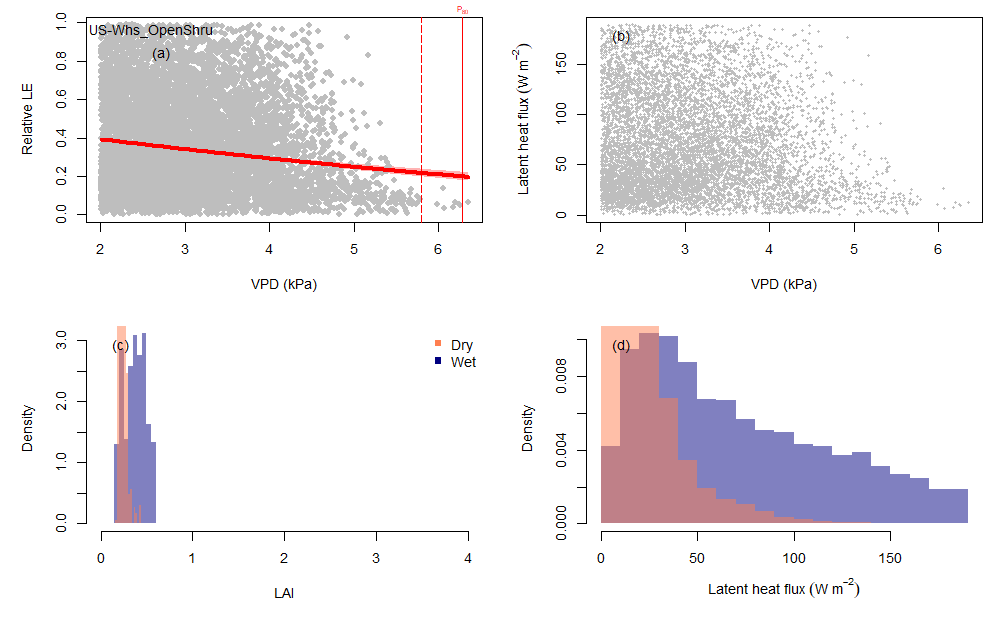 P
US-Whs_OpenShru
(a)
Relative LE
0.0 0.2 0.4 0.6 0.8 1.0
2 3 4 5 6
VPD (kPa)
(b)
Latent heat flux (W m⁻²)
0 50 100 150
2 3 4 5 6
VPD (kPa)
(c)
Dry
Wet
Density
0.0 1.0 2.0 3.0
0 1 2 3 4
LAI
(d)
Density
0.000 0.004 0.008
0 50 100 150
Latent heat flux (W m⁻²)